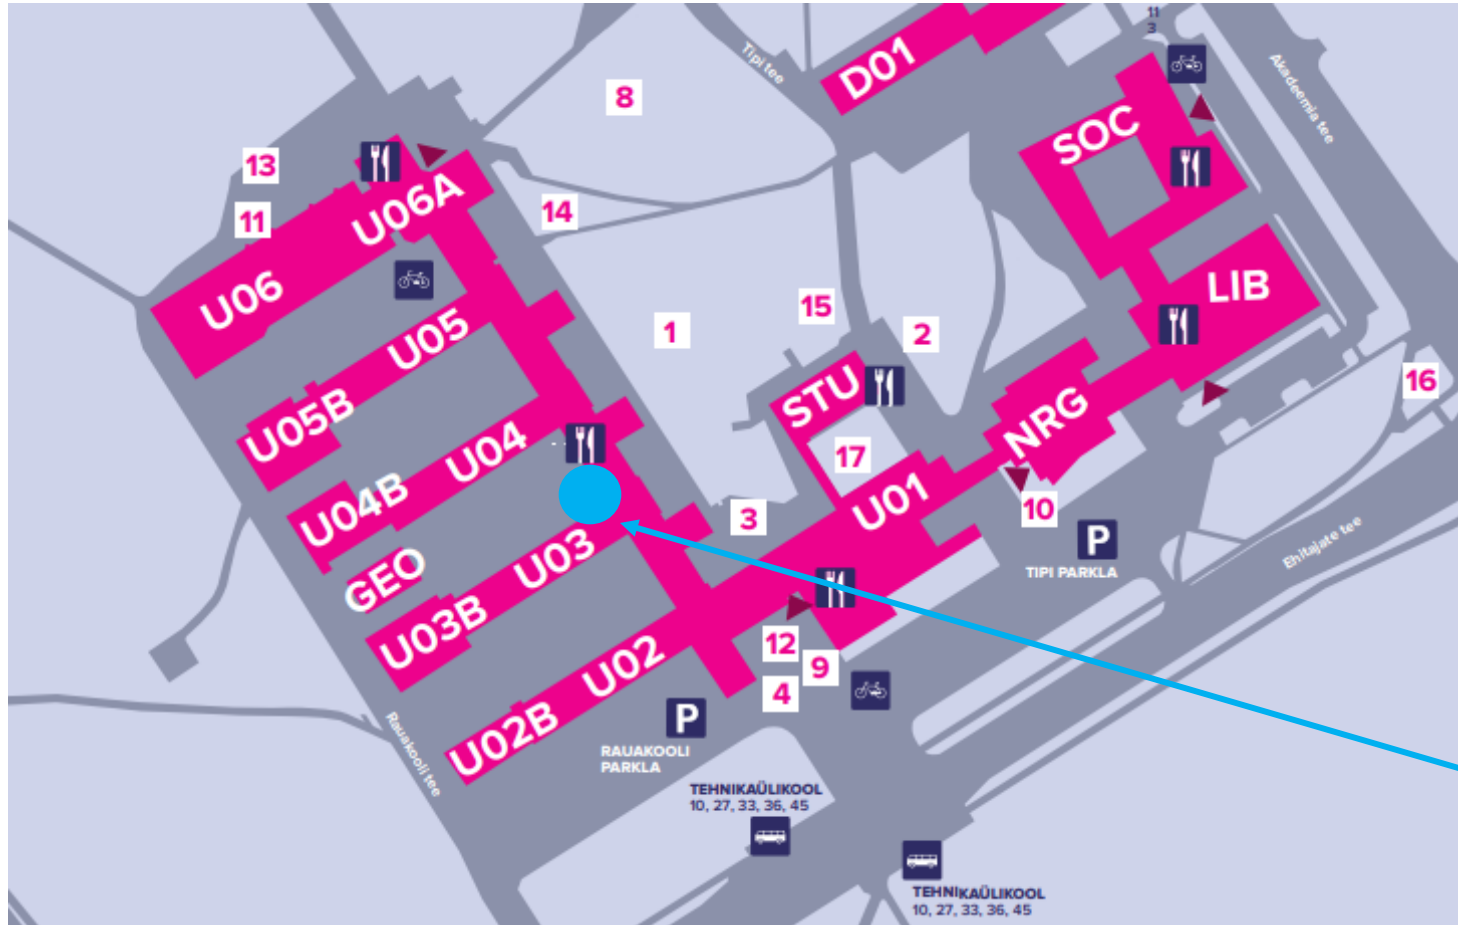 11
3
Tipi tee
D01
Akadeemia tee
8
SOC
13
U06A
11
14
U06
LIB
15
1
2
U05
STU
16
U05B
NRG
U04
17
U04B
U01
10
3
P
TIPI PARKLA
Ehitajate tee
U03
GEO
U03B
12
9
U02
4
P
U02B
RAUAKOOLI
PARKLA
Rauakooli tee
TEHNIKAÜLIKOOL
10, 27, 33, 36, 45
TEHNIKAÜLIKOOL
10, 27, 33, 36, 45